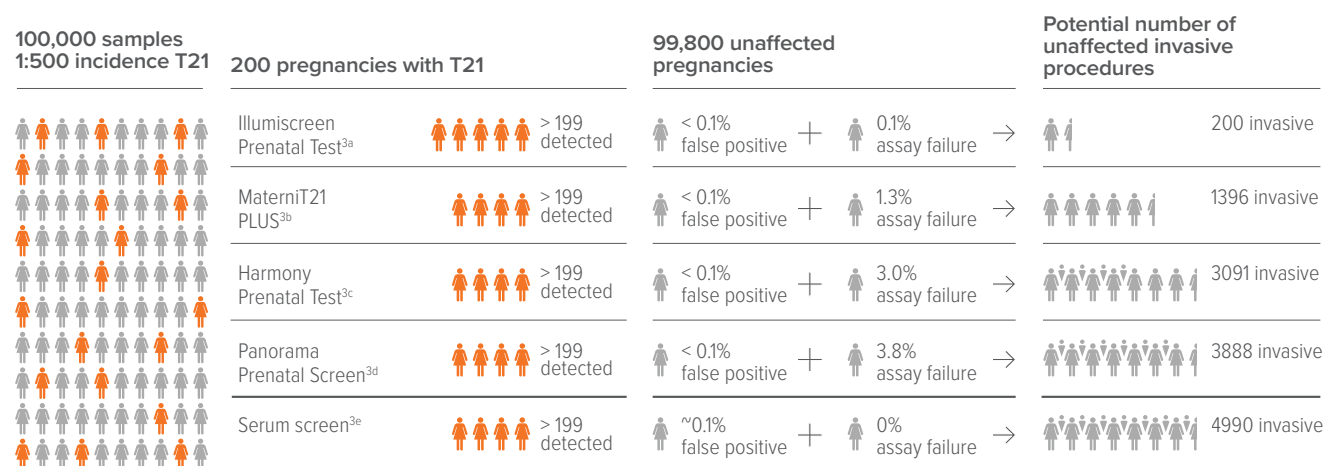 100,000 samples
1:500 incidence T21
200 pregnancies with T21
99,800 unaffected
pregnancies
Potential number of
unaffected invasive
procedures
Illumiscreen
Prenatal Test3a
> 199
detected
< 0.1%
false positive
+
0.1%
assay failure
→
200 invasive
MaterniT21
PLUS3b
> 199
detected
< 0.1%
false positive
+
1.3%
assay failure
→
1396 invasive
Harmony
Prenatal Test3c
> 199
detected
< 0.1%
false positive
+
3.0%
assay failure
→
3091 invasive
Panorama
Prenatal Screen3d
> 199
detected
< 0.1%
false positive
+
3.8%
assay failure
→
3888 invasive
Serum screen3e
> 199
detected
~0.1%
false positive
+
0%
assay failure
→
4990 invasive